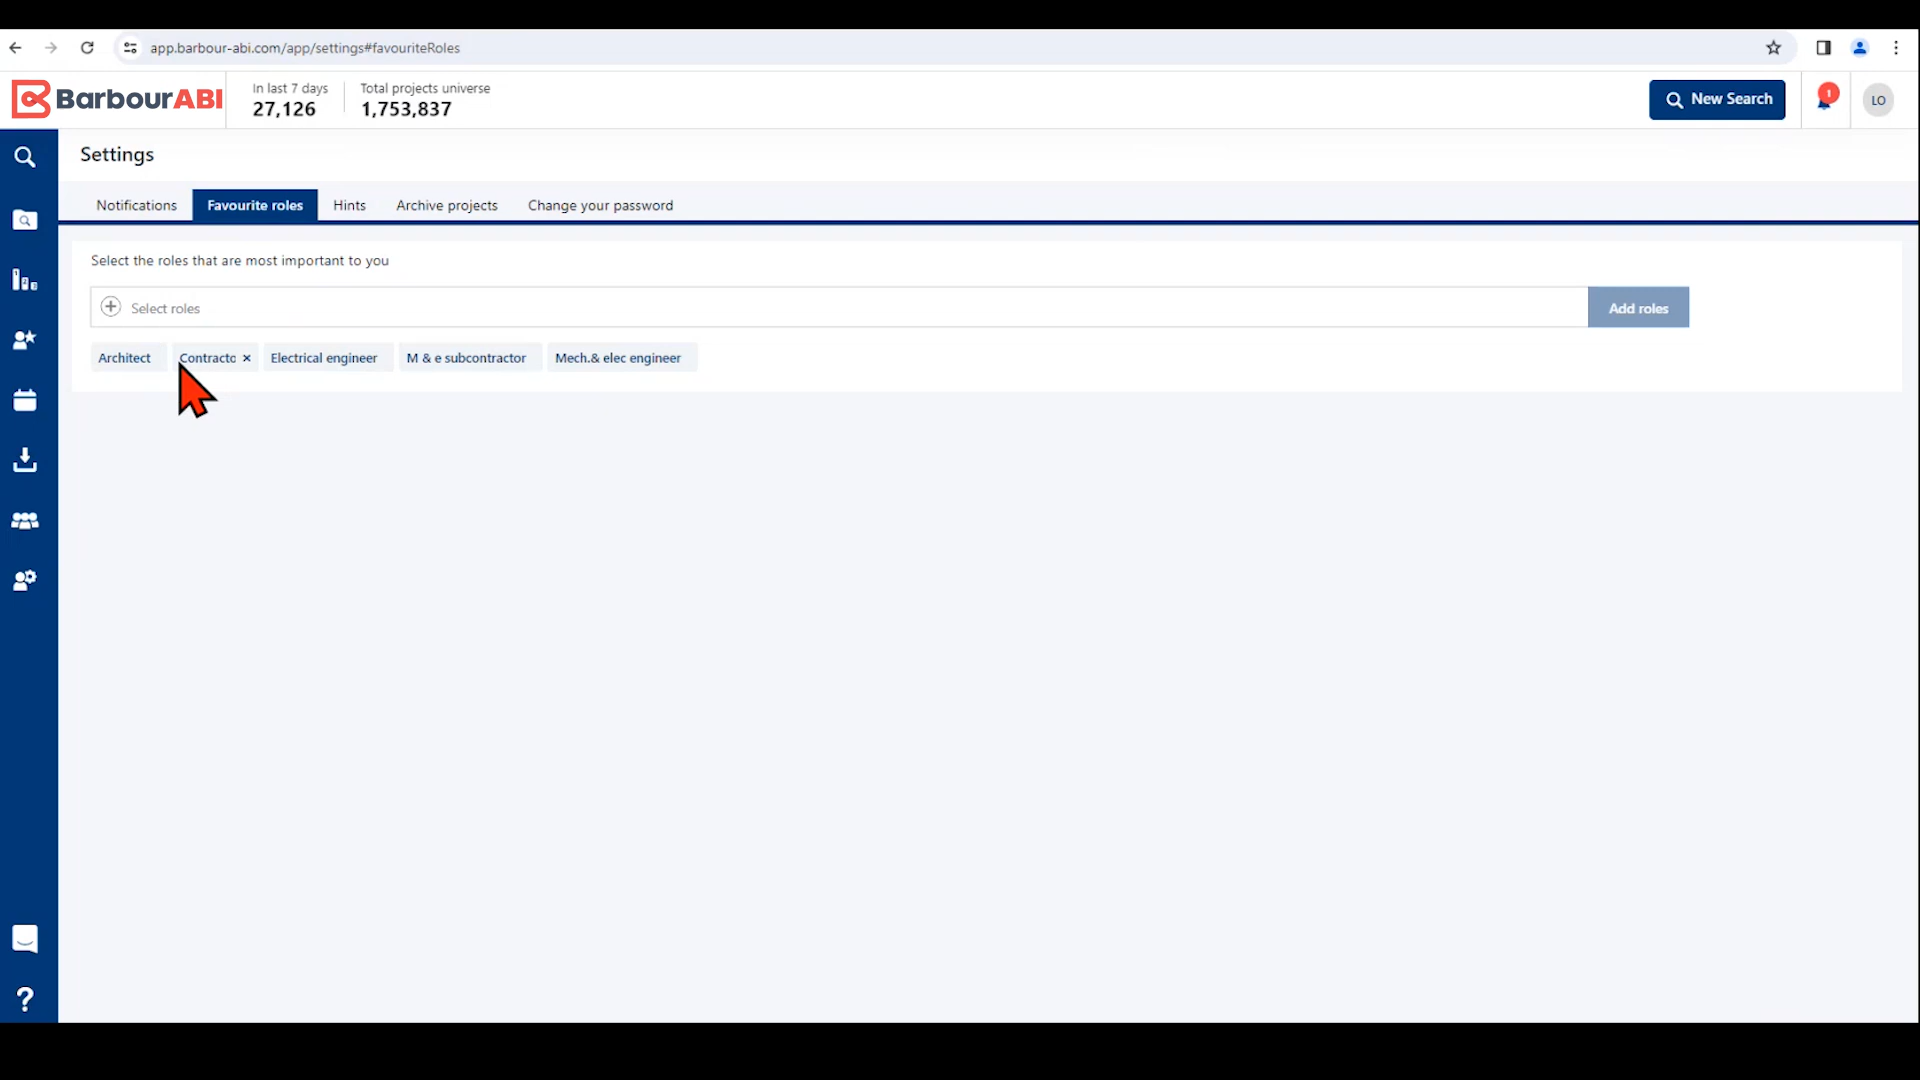 app.barbour-abi.com/app/settings#favouriteRoles
BarbourABI
In last 7 days
27,126
Total projects universe
1,753,837
New Search
1
LO
Settings
Notifications
Favourite roles
Hints
Archive projects
Change your password
Select the roles that are most important to you
Select roles
Add roles
Architect
Contracto
Electrical engineer
M & e subcontractor
Mech.& elec engineer